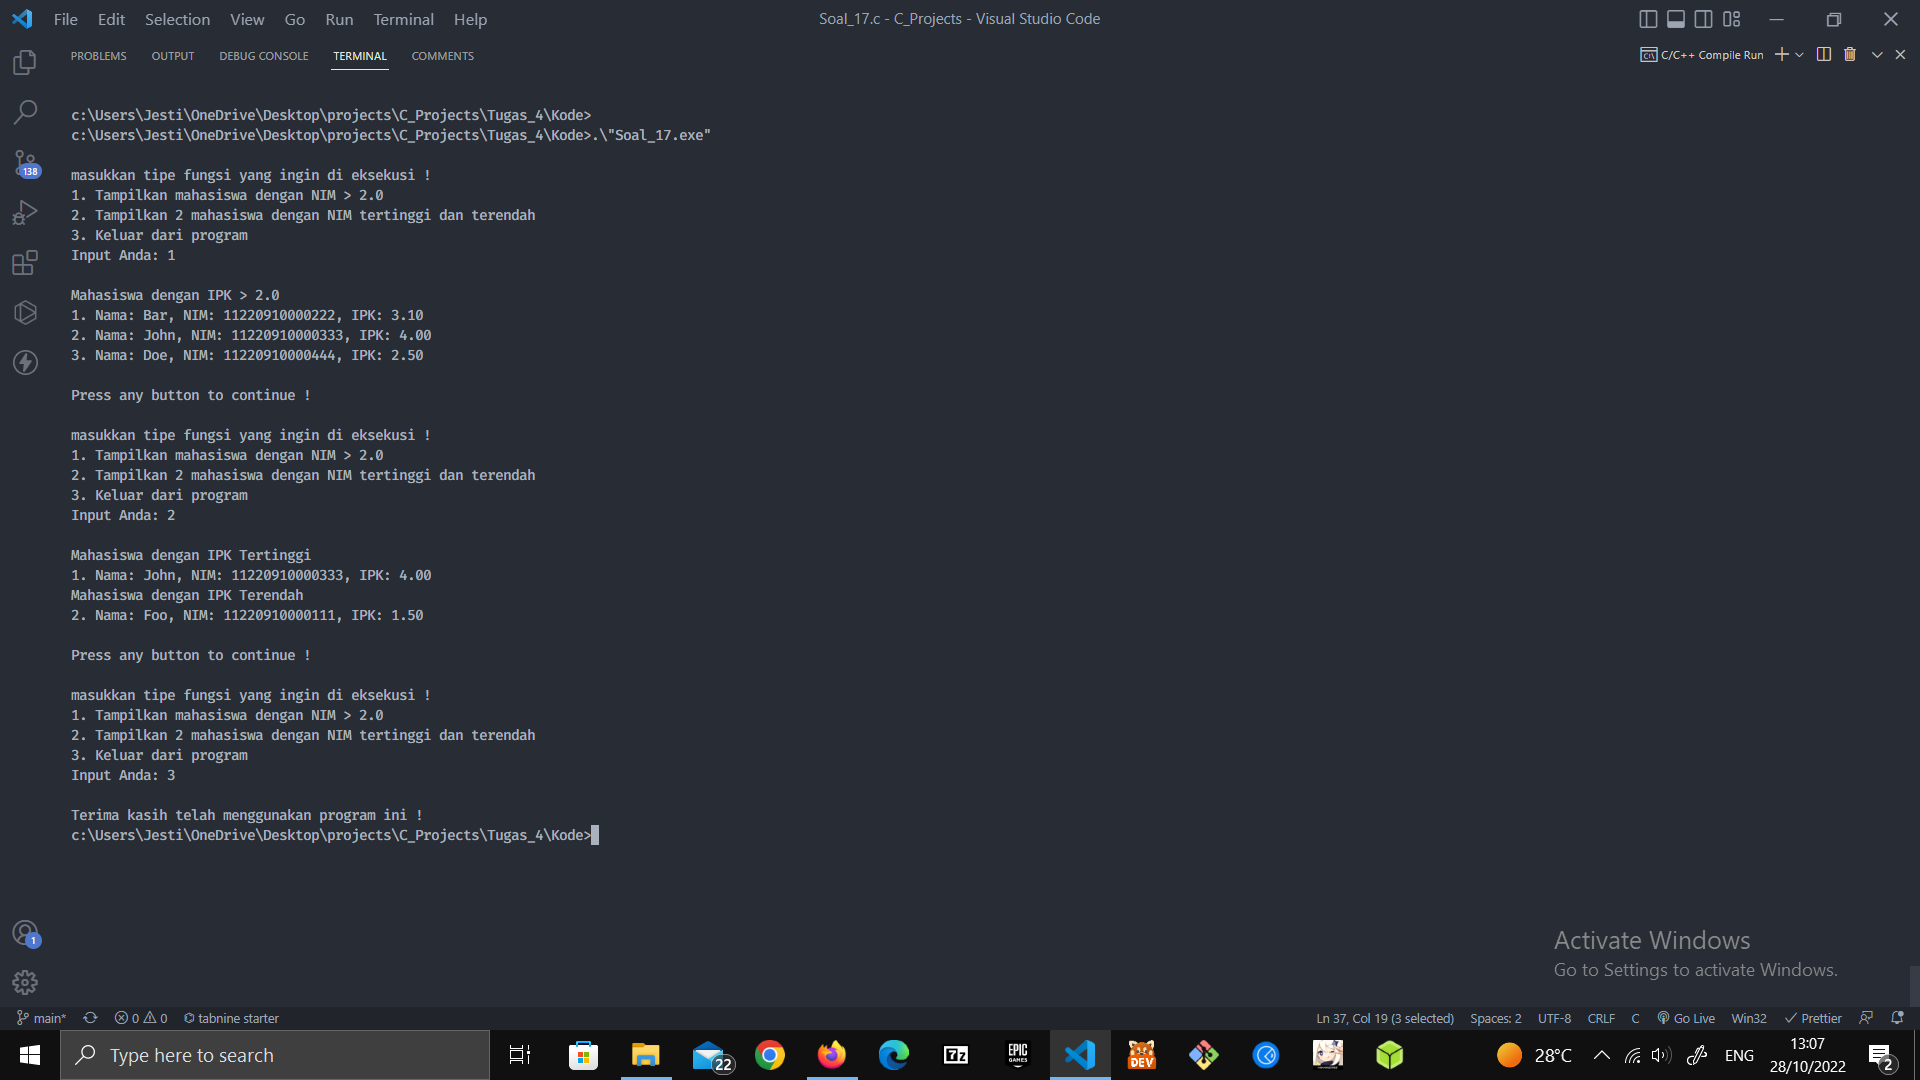 File Edit Selection View Go Run Terminal Help
Soal_17.c - C_Projects - Visual Studio Code
PROBLEMS OUTPUT DEBUG CONSOLE TERMINAL COMMENTS
C/C++ Compile Run
c:\Users\Jesti\OneDrive\Desktop\projects\C_Projects\Tugas_4\Kode>
c:\Users\Jesti\OneDrive\Desktop\projects\C_Projects\Tugas_4\Kode>.\"Soal_17.exe"
masukkan tipe fungsi yang ingin di eksekusi !
1. Tampilkan mahasiswa dengan NIM > 2.0
2. Tampilkan 2 mahasiswa dengan NIM tertinggi dan terendah
3. Keluar dari program
Input Anda: 1
Mahasiswa dengan IPK > 2.0
1. Nama: Bar, NIM: 11220910000222, IPK: 3.10
2. Nama: John, NIM: 11220910000333, IPK: 4.00
3. Nama: Doe, NIM: 11220910000444, IPK: 2.50
Press any button to continue !
masukkan tipe fungsi yang ingin di eksekusi !
1. Tampilkan mahasiswa dengan NIM > 2.0
2. Tampilkan 2 mahasiswa dengan NIM tertinggi dan terendah
3. Keluar dari program
Input Anda: 2
Mahasiswa dengan IPK Tertinggi
1. Nama: John, NIM: 11220910000333, IPK: 4.00
Mahasiswa dengan IPK Terendah
2. Nama: Foo, NIM: 11220910000111, IPK: 1.50
Press any button to continue !
masukkan tipe fungsi yang ingin di eksekusi !
1. Tampilkan mahasiswa dengan NIM > 2.0
2. Tampilkan 2 mahasiswa dengan NIM tertinggi dan terendah
3. Keluar dari program
Input Anda: 3
Terima kasih telah menggunakan program ini !
c:\Users\Jesti\OneDrive\Desktop\projects\C_Projects\Tugas_4\Kode>
138
1
Activate Windows
Go to Settings to activate Windows.
main* 0 0 tabnine starter
Ln 37, Col 19 (3 selected) Spaces: 2 UTF-8 CRLF C Go Live Win32 Prettier
Type here to search
22
7z
EPIC GAMES
DEV
28°C
ENG
13:07
28/10/2022
2